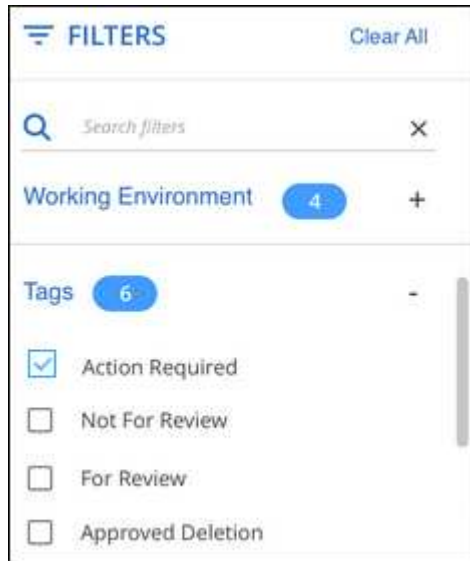 FILTERS Clear All
Search filters ×
Working Environment 4 +
Tags 6 -
Action Required
Not For Review
For Review
Approved Deletion